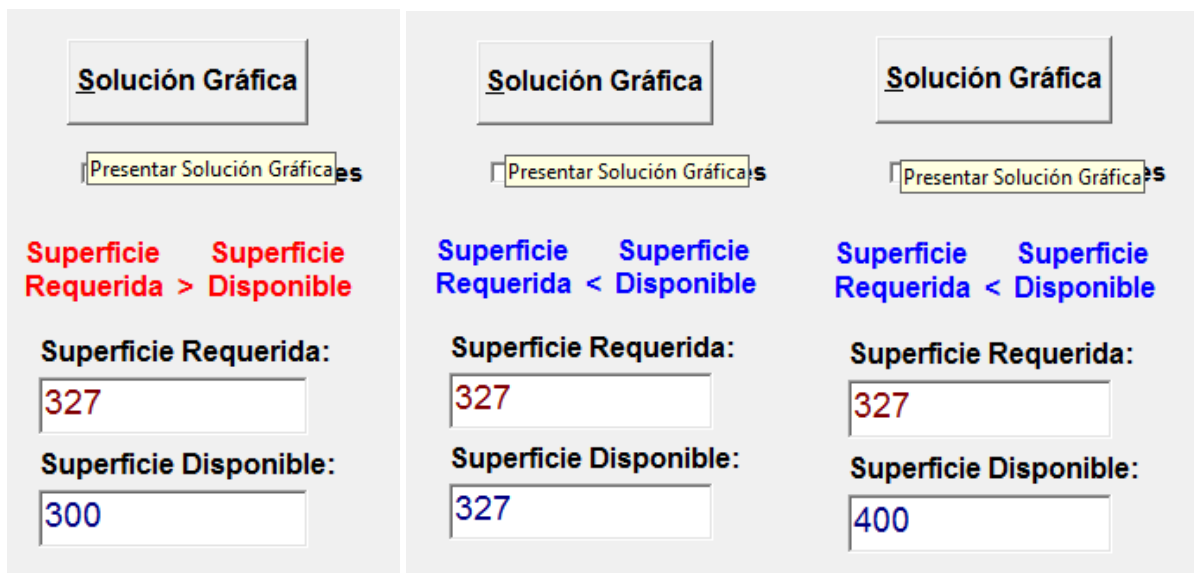 Solución Gráfica
Presentar Solución Gráfica es
Superficie Superficie
Requerida > Disponible
Superficie Requerida:
327
Superficie Disponible:
300
Solución Gráfica
Presentar Solución Gráfica s
Superficie Superficie
Requerida < Disponible
Superficie Requerida:
327
Superficie Disponible:
327
Solución Gráfica
Presentar Solución Gráfica s
Superficie Superficie
Requerida < Disponible
Superficie Requerida:
327
Superficie Disponible:
400